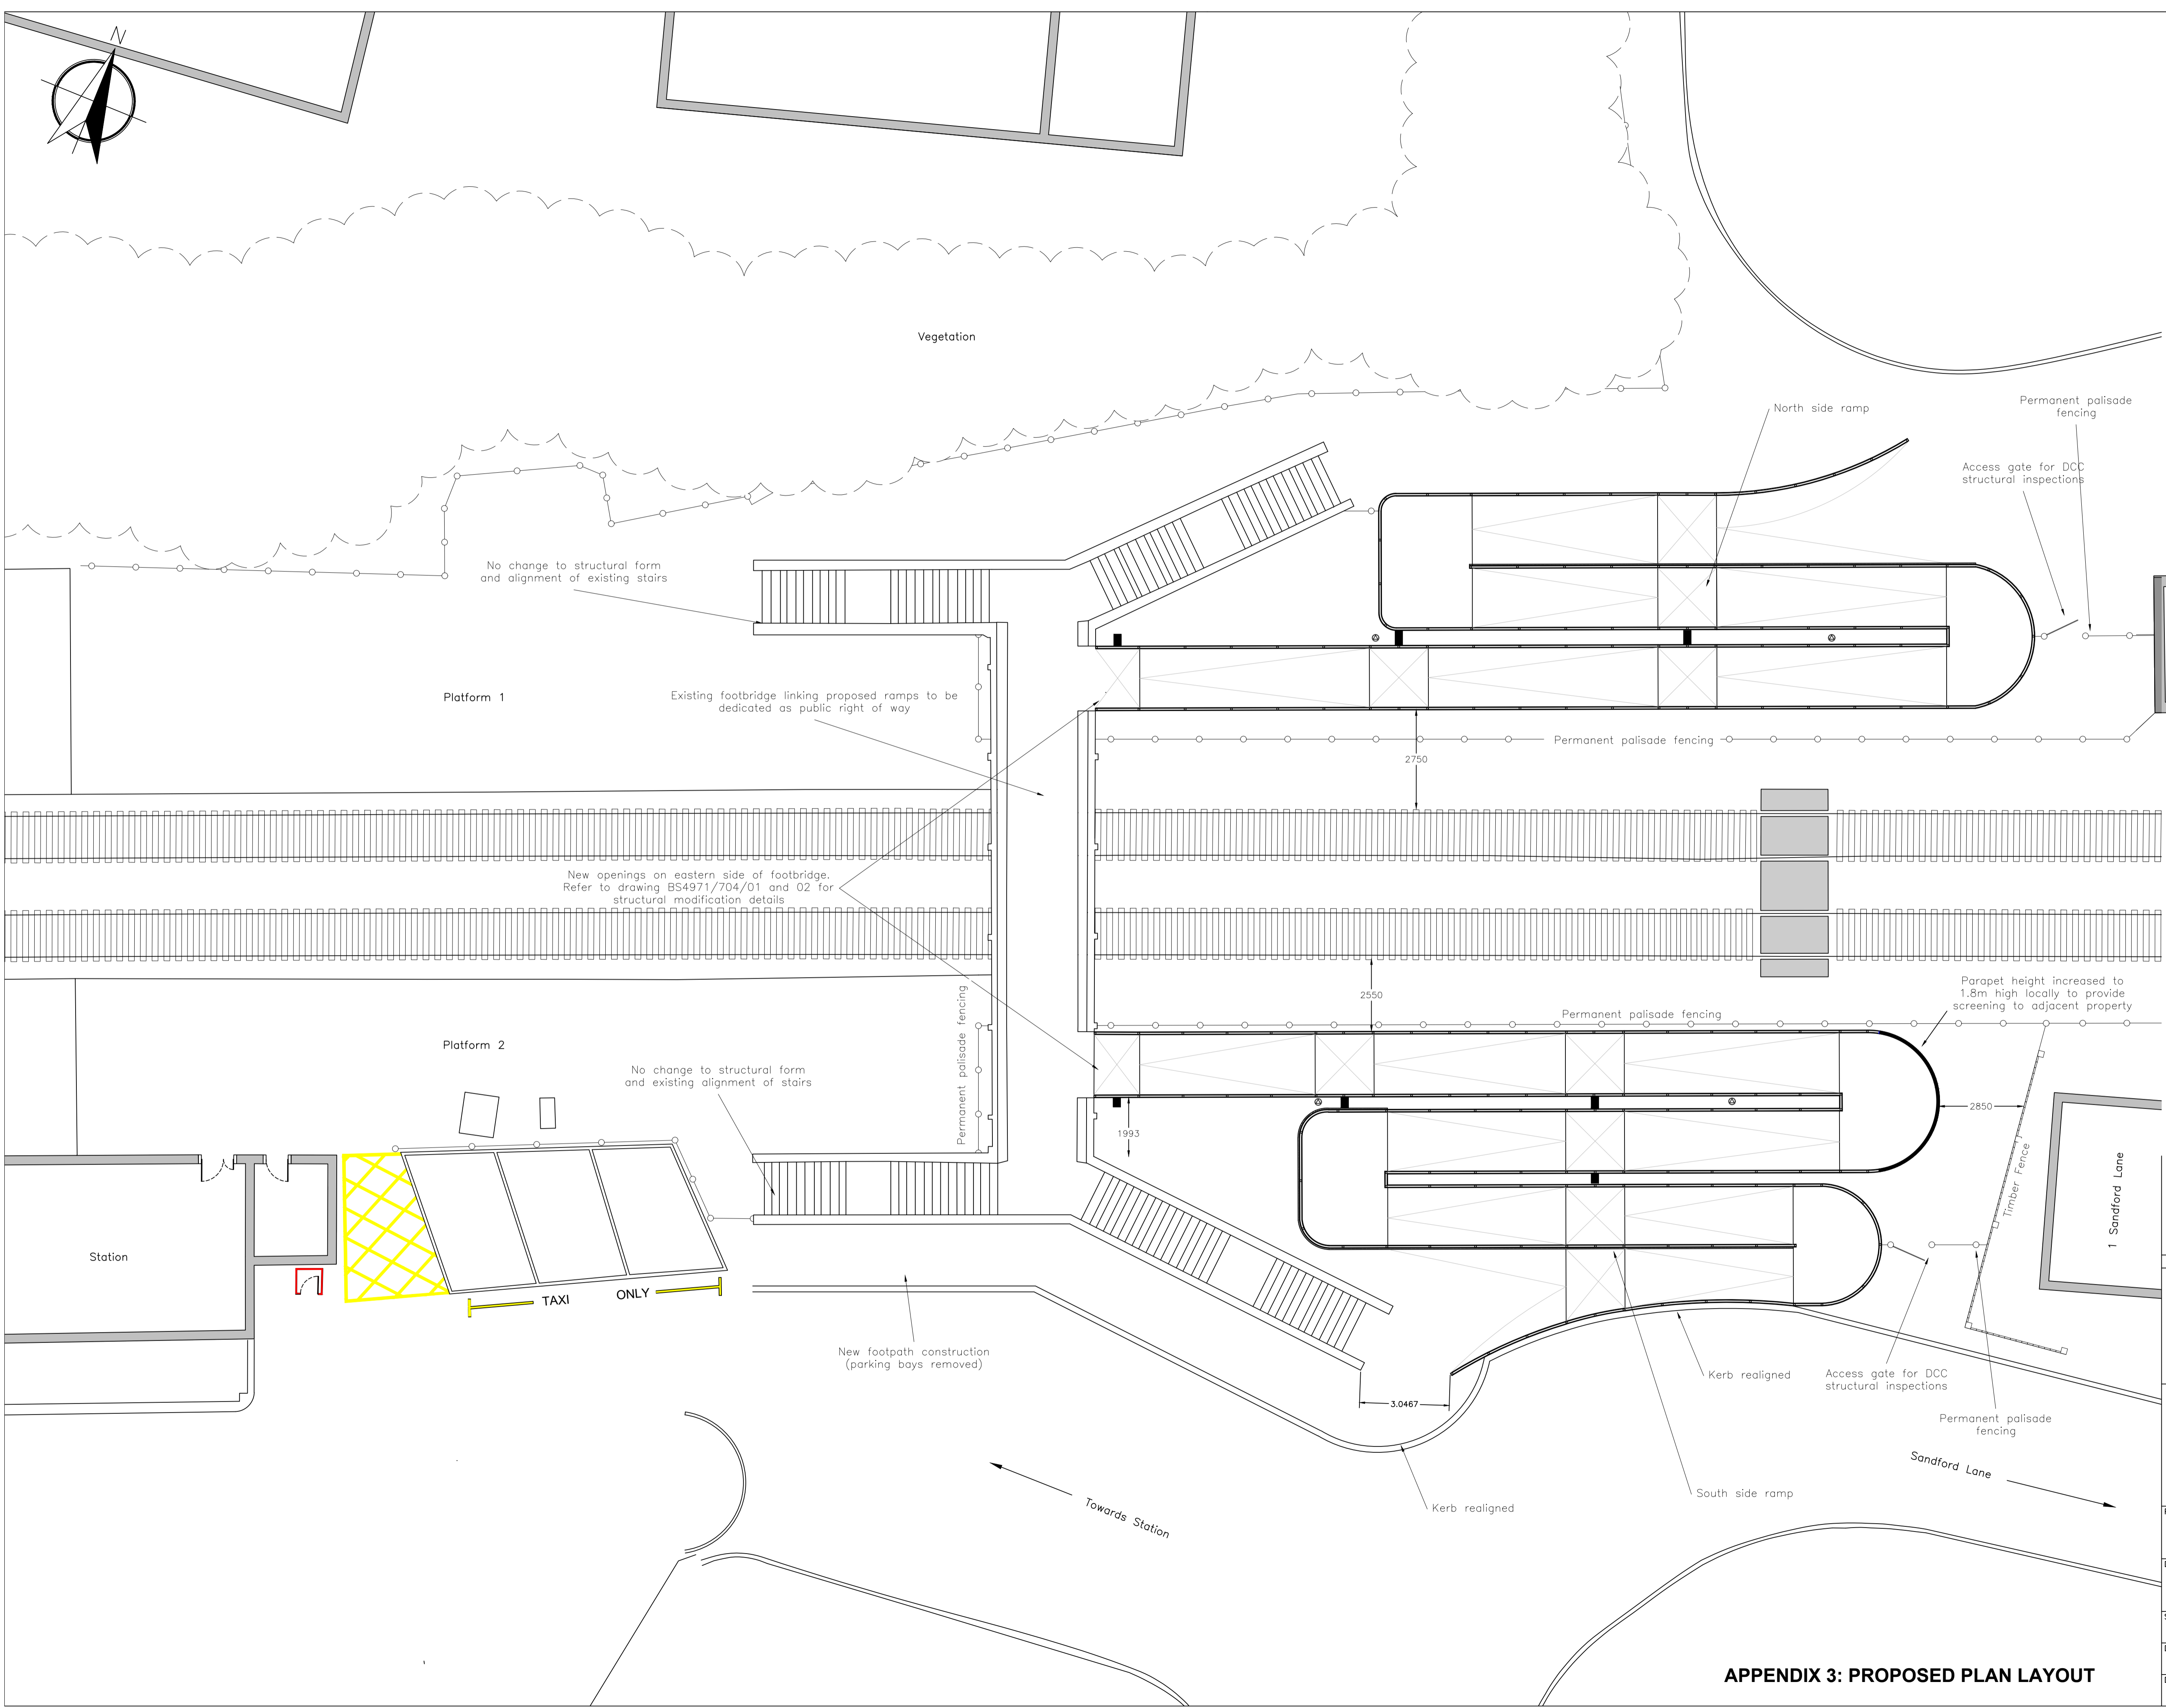 N
Vegetation
North side ramp
Permanent palisade
fencing
Access gate for DCC
structural inspections
No change to structural form
and alignment of existing stairs
Platform 1
Existing footbridge linking proposed ramps to be
dedicated as public right of way
Permanent palisade fencing
2750
New openings on eastern side of footbridge.
Refer to drawing BS4971/704/01 and 02 for
structural modification details
2550
Parapet height increased to
1.8m high locally to provide
screening to adjacent property
Permanent palisade fencing
Permanent palisade fencing
Platform 2
No change to structural form
and existing alignment of stairs
1993
2850
Timber Fence
1 Sandford Lane
Station
TAXI ONLY
New footpath construction
(parking bays removed)
3.0467
Kerb realigned
Access gate for DCC
structural inspections
Permanent palisade
fencing
Sandford Lane
South side ramp
Kerb realigned
Towards Station
APPENDIX 3: PROPOSED PLAN LAYOUT